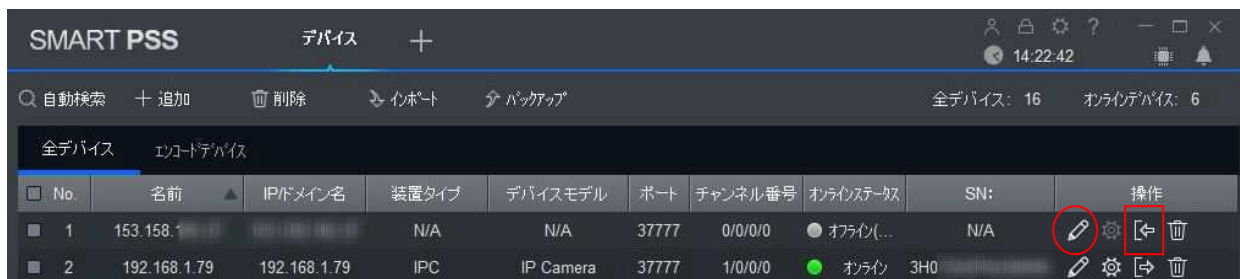 SMART PSS デバイス ?
14:22:42
自動検索 追加 削除 インポート バックアップ 全デバイス: 16 オンラインデバイス: 6
全デバイス エンコードデバイス
No. 名前 IP/ドメイン名 装置タイプ デバイスモデル ポート チャンネル番号 オンラインステータス SN: 操作
1 153.158. N/A N/A 37777 0/0/0/0 オフライン(... N/A
2 192.168.1.79 192.168.1.79 IPC IP Camera 37777 1/0/0/0 オンライン 3H0